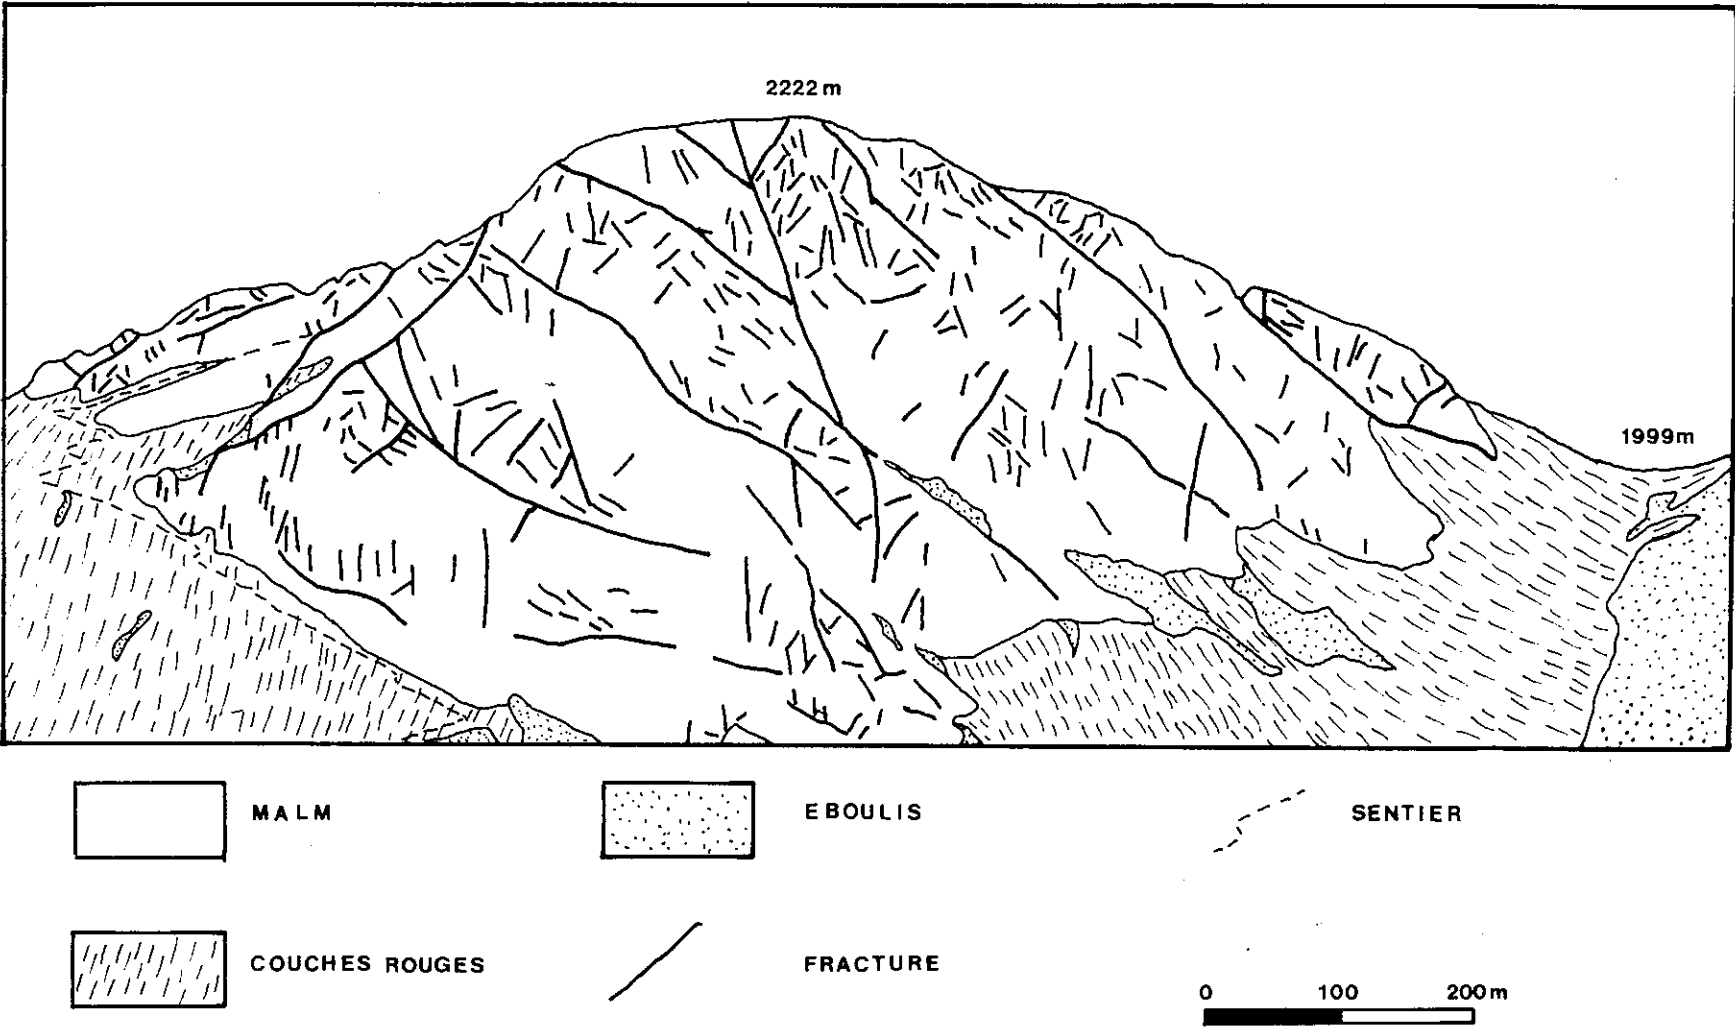 2222 m
1999m
MALM
EBOULIS
SENTIER
COUCHES ROUGES
FRACTURE
0 100 200m